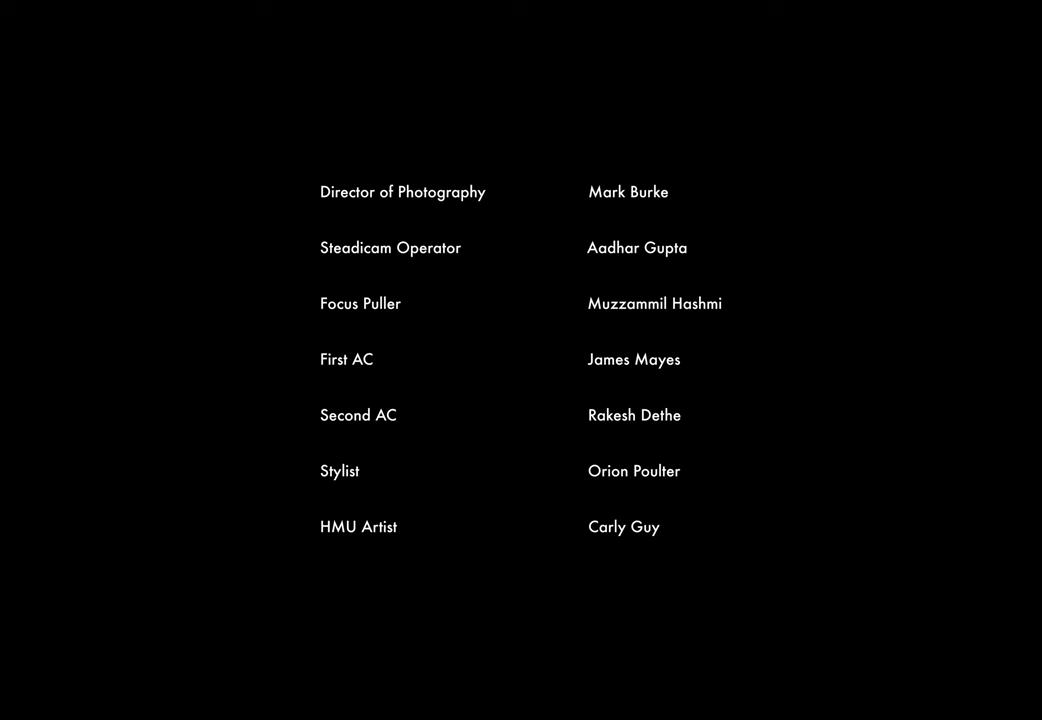 Director of Photography Mark Burke
Steadicam Operator Aadhar Gupta
Focus Puller Muzzammil Hashmi
First AC James Mayes
Second AC Rakesh Dethe
Stylist Orion Poulter
HMU Artist Carly Guy